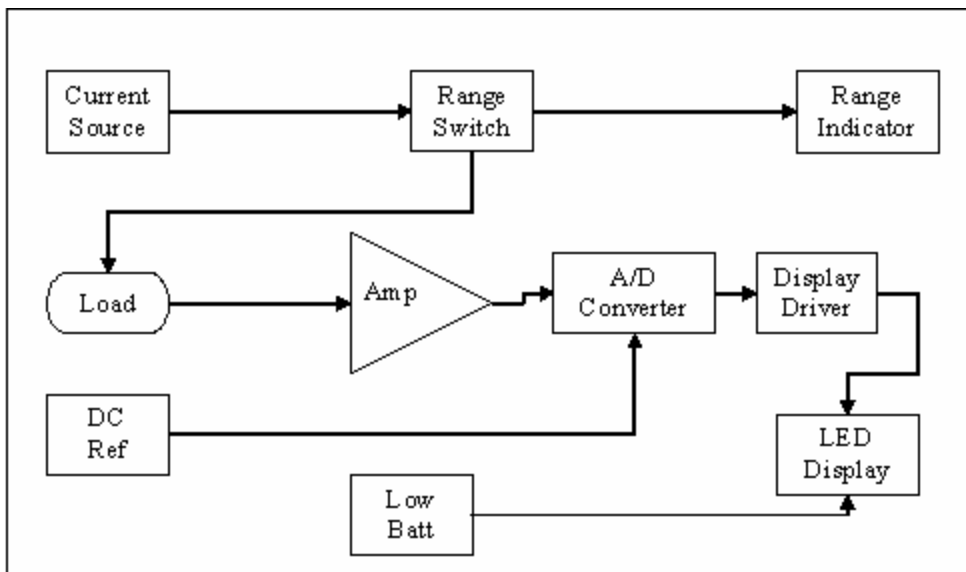 Current
Source
Range
Switch
Range
Indicator
Load
Amp
A/D
Converter
Display
Driver
DC
Ref
LED
Display
Low
Batt